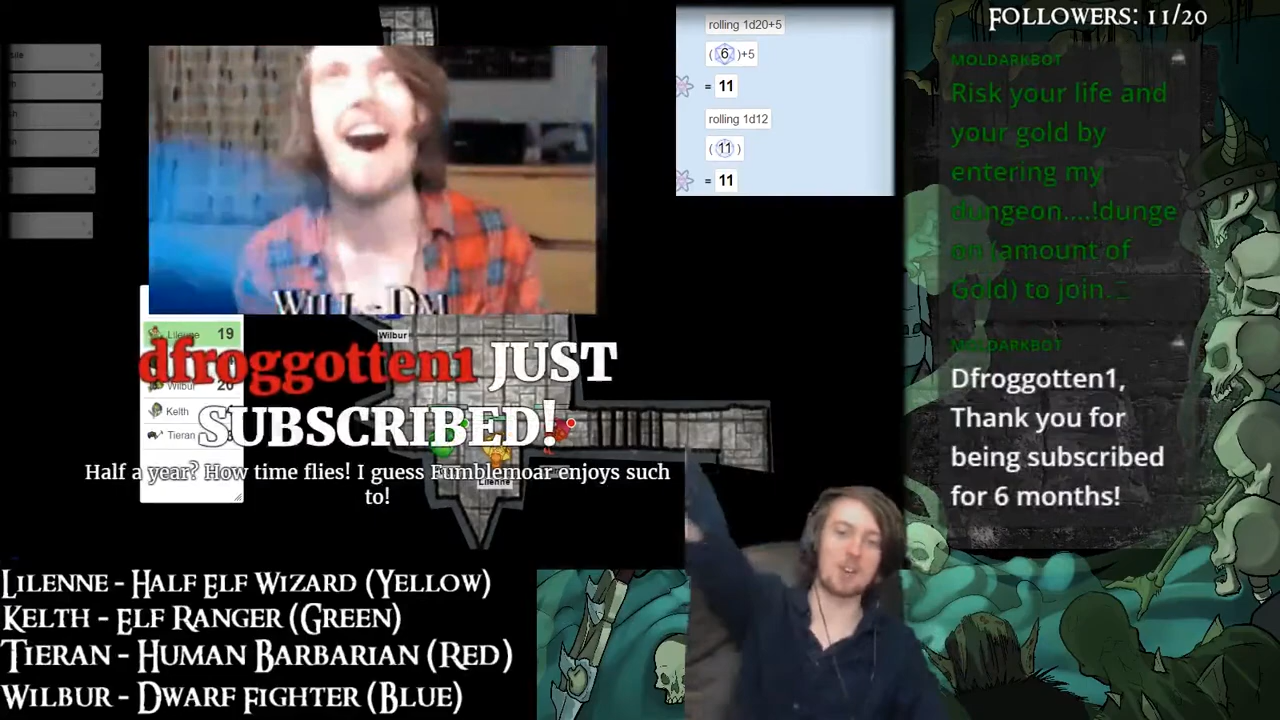 FOLLOWERS: 11/20
rolling 1d20+5
(6)+5
= 11
rolling 1d12
(11)
= 11
MOLDARKBOT
Risk your life and
your gold by
entering my
dungeon....!dunge
on (amount of
Gold) to join.
MOLDARKBOT
Dfroggotten1,
Thank you for
being subscribed
for 6 months!
WILL - DM
Lilenne 19
Wilbur
Wilbur 20
Kelth
Tieran
dfroggotten1 JUST
SUBSCRIBED!
Half a year? How time flies! I guess Fumblemoar enjoys such
to!
Lilenne
LILENNE - HALF ELF WIZARD (YELLOW)
KELTH - ELF RANGER (GREEN)
TIERAN - HUMAN BARBARIAN (RED)
WILBUR - DWARF FIGHTER (BLUE)